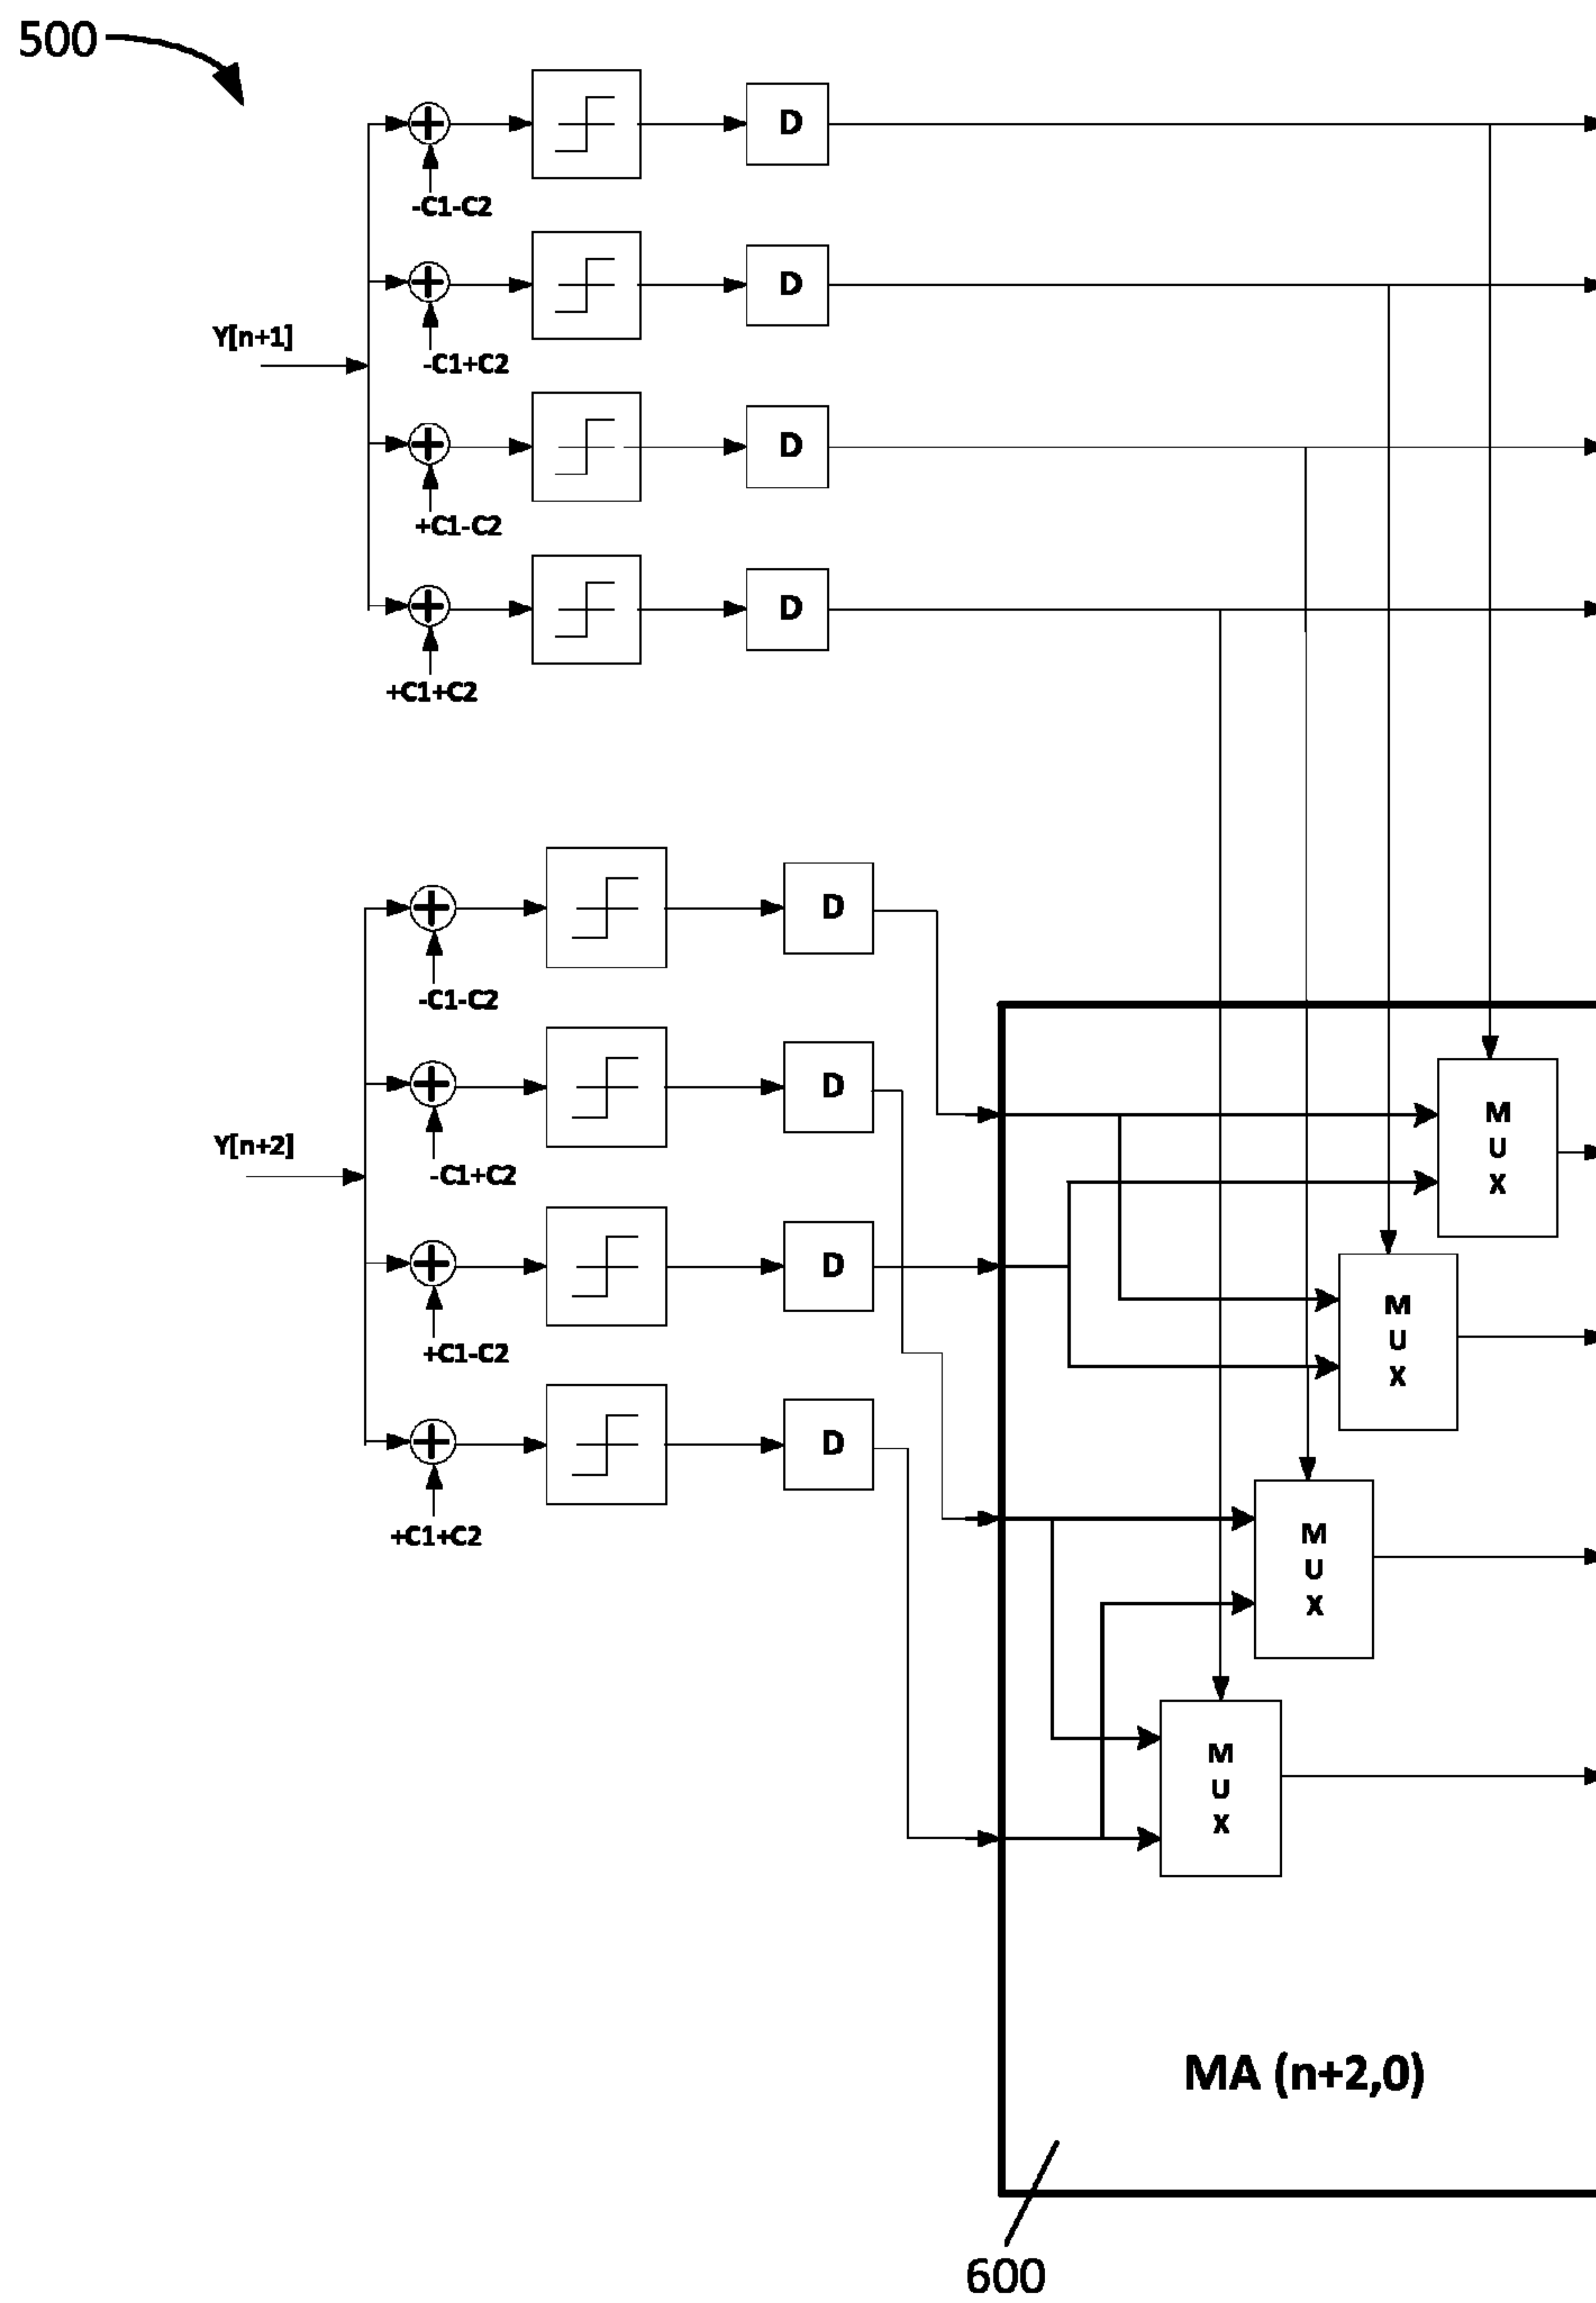 500
D
-C1-C2
D
Y[n+1]
-C1+C2
D
+C1-C2
D
+C1+C2
D
-C1-C2
D
M
U
X
Y[n+2]
-C1+C2
D
M
U
X
+C1-C2
D
+C1+C2
M
U
X
M
U
X
MA (n+2,0)
600